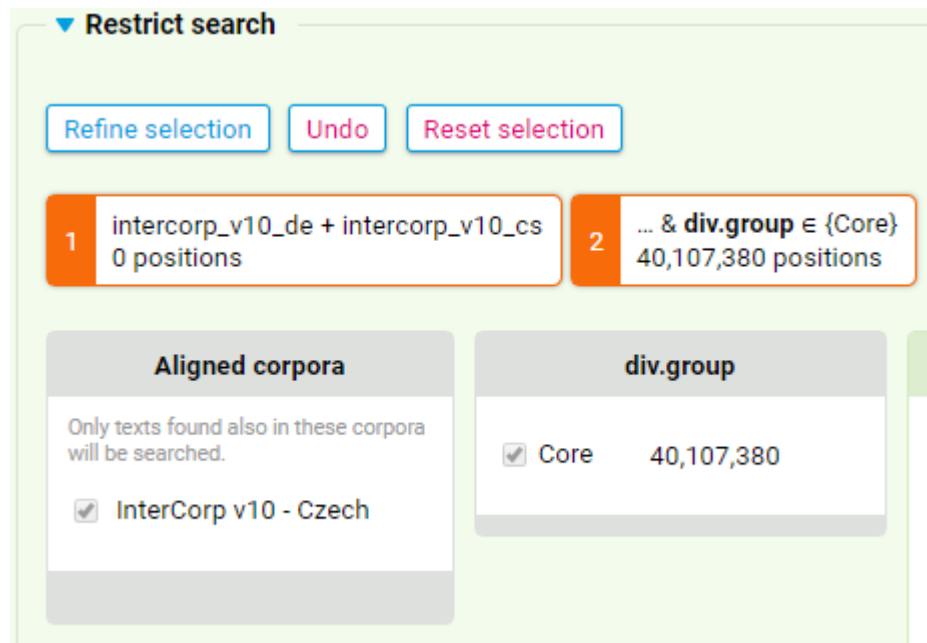 Restrict search
Refine selection
Undo
Reset selection
1
intercorp_v10_de + intercorp_v10_cs
0 positions
2
... & div.group ∈ {Core}
40,107,380 positions
Aligned corpora
Only texts found also in these corpora
will be searched.
InterCorp v10 - Czech
div.group
Core 40,107,380